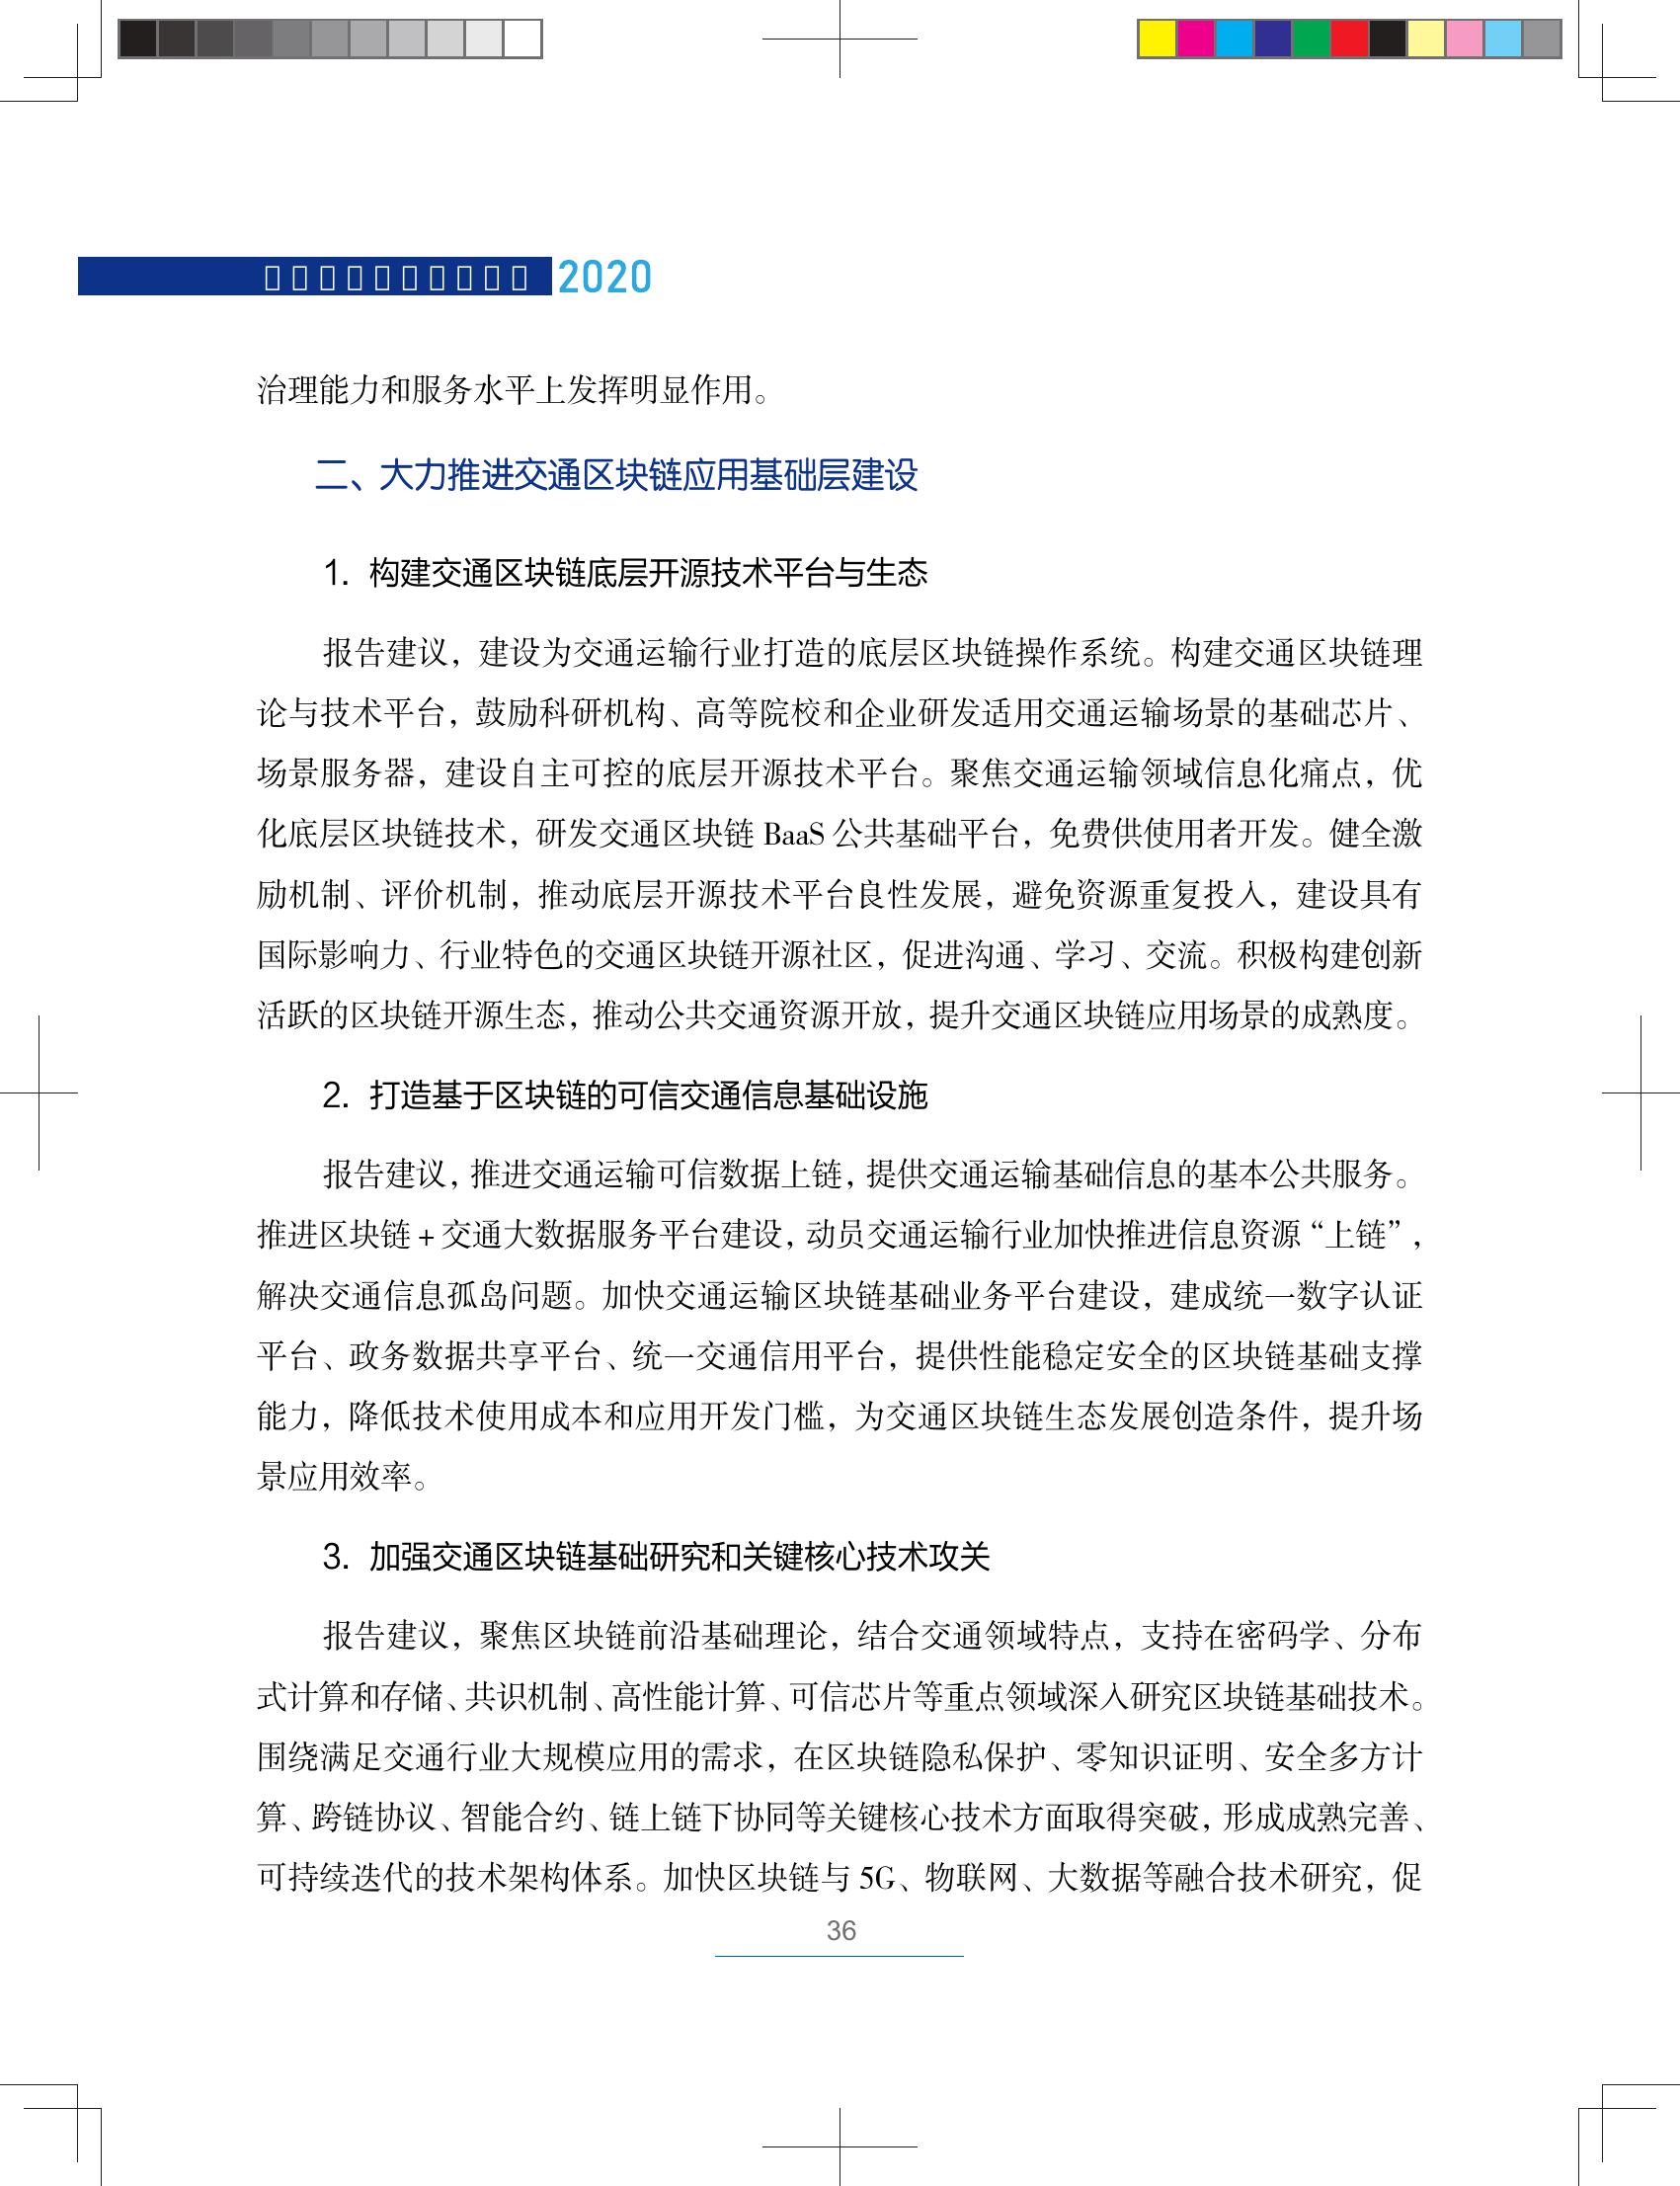 2020
治理能力和服务水平上发挥明显作用。
二、大力推进交通区块链应用基础层建设
1. 构建交通区块链底层开源技术平台与生态
报告建议，建设为交通运输行业打造的底层区块链操作系统。构建交通区块链理
论与技术平台，鼓励科研机构、高等院校和企业研发适用交通运输场景的基础芯片、
场景服务器，建设自主可控的底层开源技术平台。聚焦交通运输领域信息化痛点，优
化底层区块链技术，研发交通区块链 BaaS 公共基础平台，免费供使用者开发。健全激
励机制、评价机制，推动底层开源技术平台良性发展，避免资源重复投入，建设具有
国际影响力、行业特色的交通区块链开源社区，促进沟通、学习、交流。积极构建创新
活跃的区块链开源生态，推动公共交通资源开放，提升交通区块链应用场景的成熟度。
2. 打造基于区块链的可信交通信息基础设施
报告建议，推进交通运输可信数据上链，提供交通运输基础信息的基本公共服务。
推进区块链 + 交通大数据服务平台建设，动员交通运输行业加快推进信息资源“上链”，
解决交通信息孤岛问题。加快交通运输区块链基础业务平台建设，建成统一数字认证
平台、政务数据共享平台、统一交通信用平台，提供性能稳定安全的区块链基础支撑
能力，降低技术使用成本和应用开发门槛，为交通区块链生态发展创造条件，提升场
景应用效率。
3. 加强交通区块链基础研究和关键核心技术攻关
报告建议，聚焦区块链前沿基础理论，结合交通领域特点，支持在密码学、分布
式计算和存储、共识机制、高性能计算、可信芯片等重点领域深入研究区块链基础技术。
围绕满足交通行业大规模应用的需求，在区块链隐私保护、零知识证明、安全多方计
算、跨链协议、智能合约、链上链下协同等关键核心技术方面取得突破，形成成熟完善、
可持续迭代的技术架构体系。加快区块链与 5G、物联网、大数据等融合技术研究，促
36